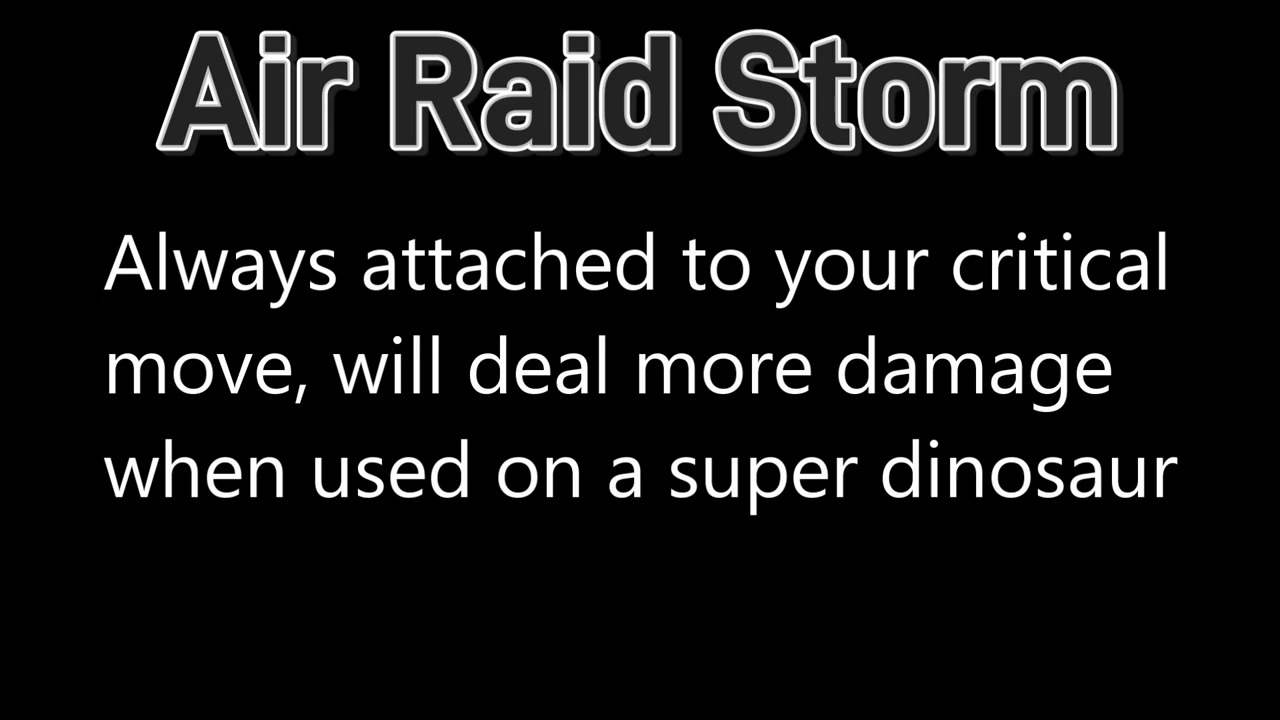 Air Raid Storm
Always attached to your critical
move, will deal more damage
when used on a super dinosaur